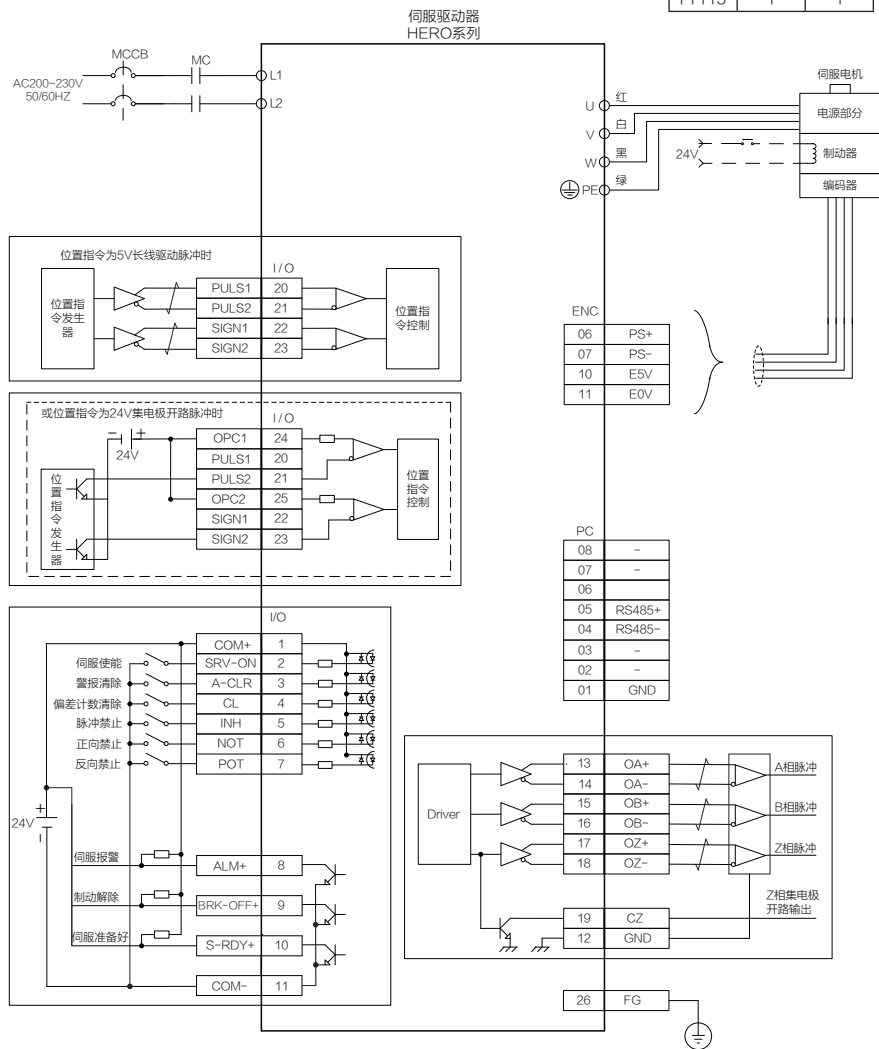 伺服驱动器
HERO系列
MCCB
MC
AC200~230V
50/60HZ
L1
L2
U 红
V 白
W 黑
PE 绿
伺服电机
电源部分
24V
制动器
编码器
位置指令为5V长线驱动脉冲时
I/O
位置指
令发生
器
PULS1 20
PULS2 21
SIGN1 22
SIGN2 23
位置指
令控制
ENC
06 PS+
07 PS-
10 E5V
11 E0V
或位置指令为24V集电极开路脉冲时
I/O
- +
24V
位
置
指
令
发
生
器
OPC1 24
PULS1 20
PULS2 21
OPC2 25
SIGN1 22
SIGN2 23
位置
指令
控制
PC
08 -
07 -
06
05 RS485+
04 RS485-
03 -
02 -
01 GND
I/O
COM+ 1
伺服使能 SRV-ON 2
警报清除 A-CLR 3
偏差计数清除 CL 4
脉冲禁止 INH 5
正向禁止 NOT 6
反向禁止 POT 7
+
24V
-
伺服报警 ALM+ 8
制动解除 BRK-OFF+ 9
伺服准备好 S-RDY+ 10
COM- 11
Driver
13 OA+
14 OA-
15 OB+
16 OB-
17 OZ+
18 OZ-
A相脉冲
B相脉冲
Z相脉冲
Z相集电极
开路输出
19 CZ
12 GND
26 FG